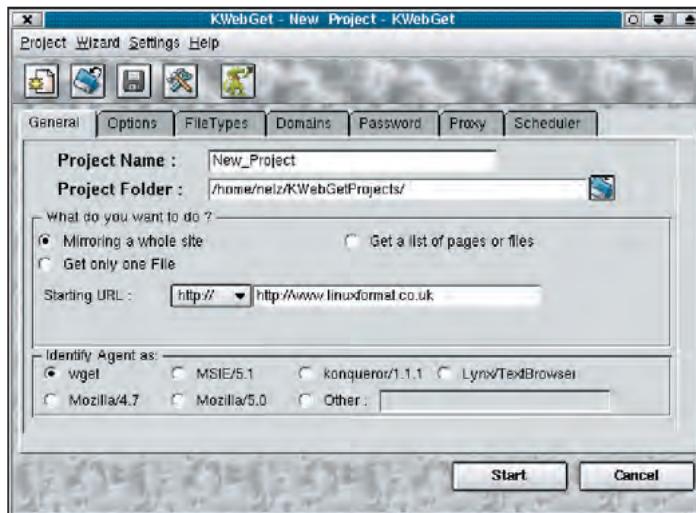 KWebGet - New Project - KWebGet
Project Wizard Settings Help
General Options FileTypes Domains Password Proxy Scheduler
Project Name : New_Project
Project Folder : /home/nelz/KWebGetProjects/
What do you want to do ?
Mirroring a whole site Get a list of pages or files
Get only one File
Starting URL : http:// http://www.linuxformat.co.uk
Identify Agent as:
wget MSIE/5.1 konqueror/1.1.1 Lynx/TextBrowser
Mozilla/4.7 Mozilla/5.0 Other :
Start Cancel